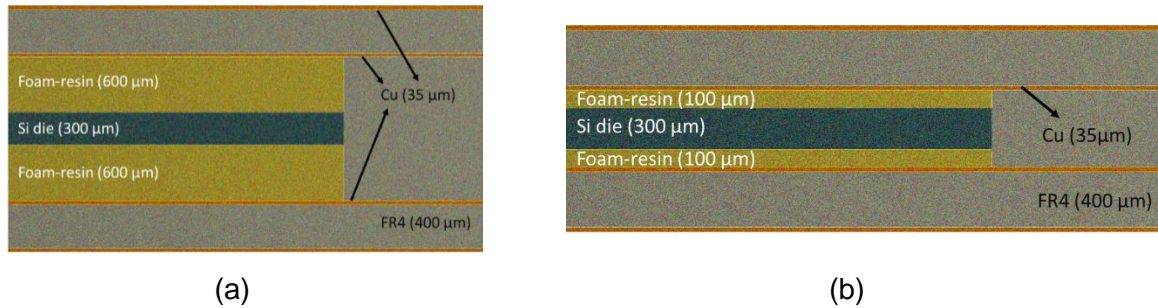 Foam-resin (600 µm)
Cu (35 µm)
Si die (300 µm)
Foam-resin (600 µm)
FR4 (400 µm)
(a)
Foam-resin (100 µm)
Si die (300 µm)
Cu (35µm)
Foam-resin (100 µm)
FR4 (400 µm)
(b)